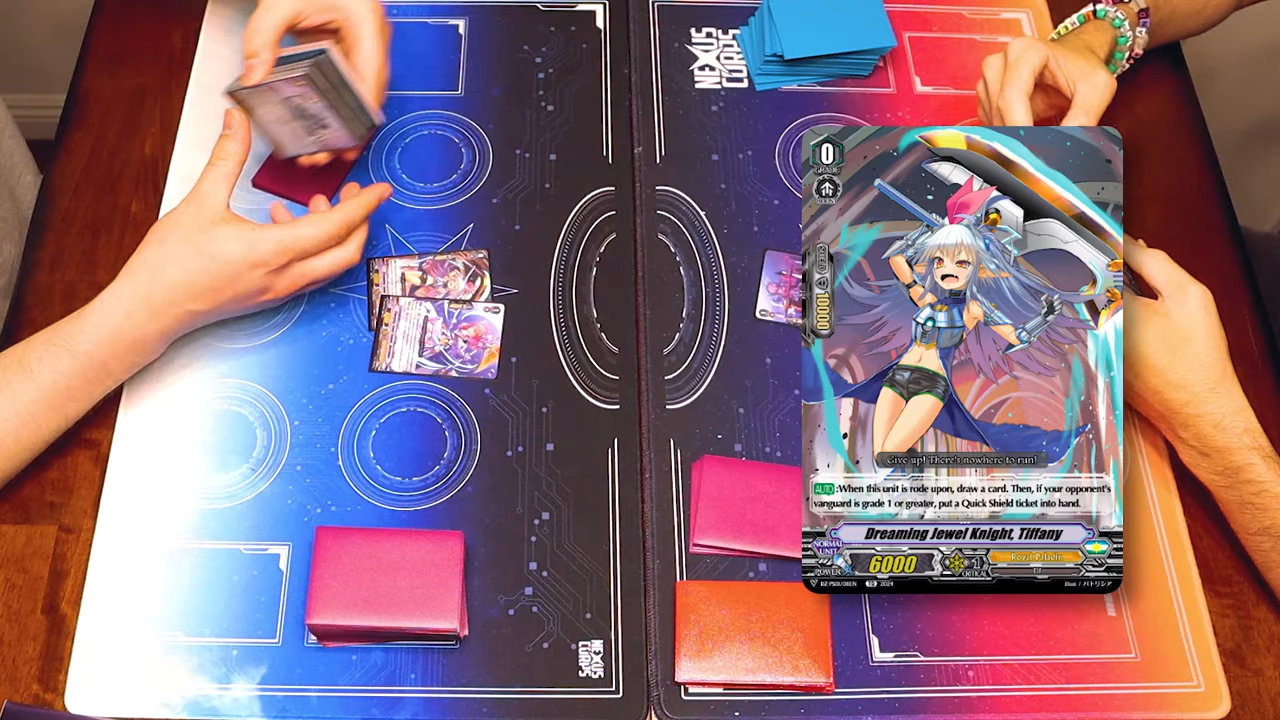 NEXUS
CORPS
0
GRADE
BOOST
SHIELD 10000
Give up! There's nowhere to run!
AUTO :When this unit is rode upon, draw a card. Then, if your opponent's
vanguard is grade 1 or greater, put a Quick Shield ticket into hand.
Dreaming Jewel Knight, Tiffany
NORMAL
UNIT
Royal Paladin
POWER 6000 1 CRITICAL
Elf
2024
Illust / パトリシア
NEXUS
CORPS